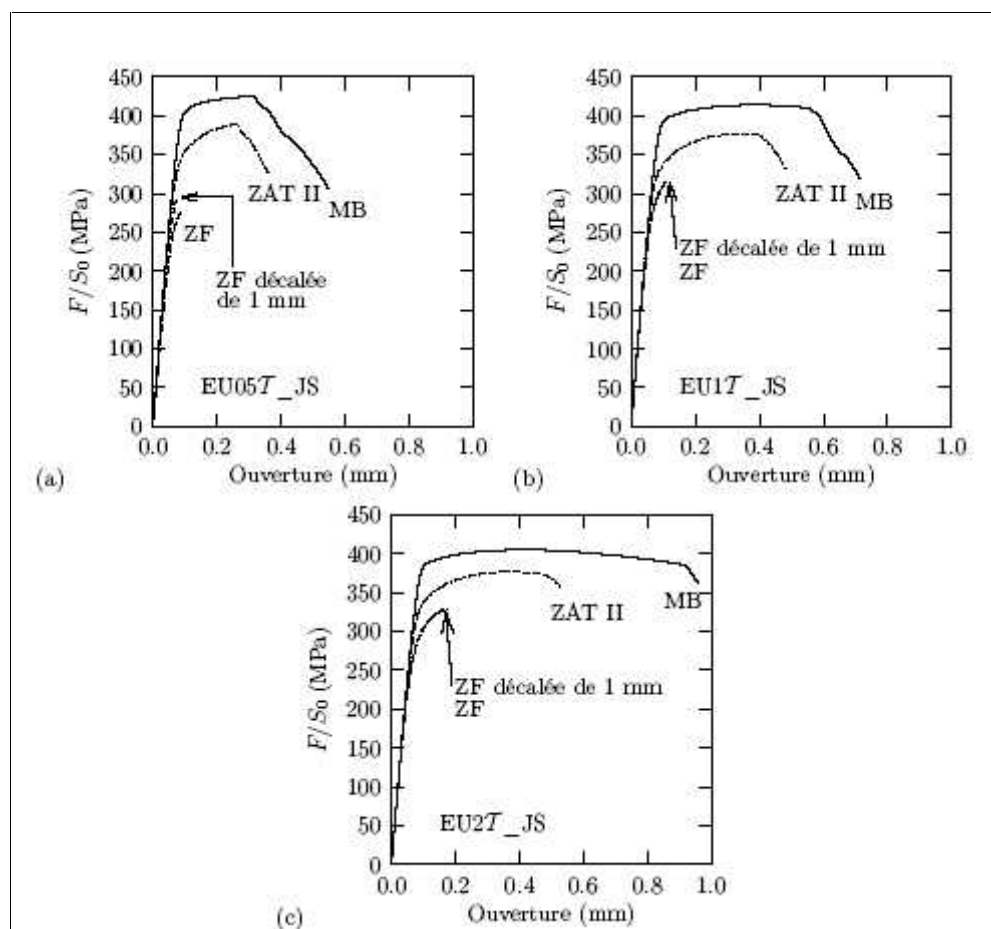 450
400
350
300
250
200
150
100
50
0
F/S₀ (MPa)
ZAT II
MB
ZF
ZF décalée
de 1 mm
EU05𝒯_JS
0.0 0.2 0.4 0.6 0.8 1.0
Ouverture (mm)
(a)
450
400
350
300
250
200
150
100
50
0
F/S₀ (MPa)
ZAT II
MB
ZF décalée de 1 mm
ZF
EU1𝒯_JS
0.0 0.2 0.4 0.6 0.8 1.0
Ouverture (mm)
(b)
450
400
350
300
250
200
150
100
50
0
F/S₀ (MPa)
ZAT II
MB
ZF décalée de 1 mm
ZF
EU2𝒯_JS
0.0 0.2 0.4 0.6 0.8 1.0
Ouverture (mm)
(c)